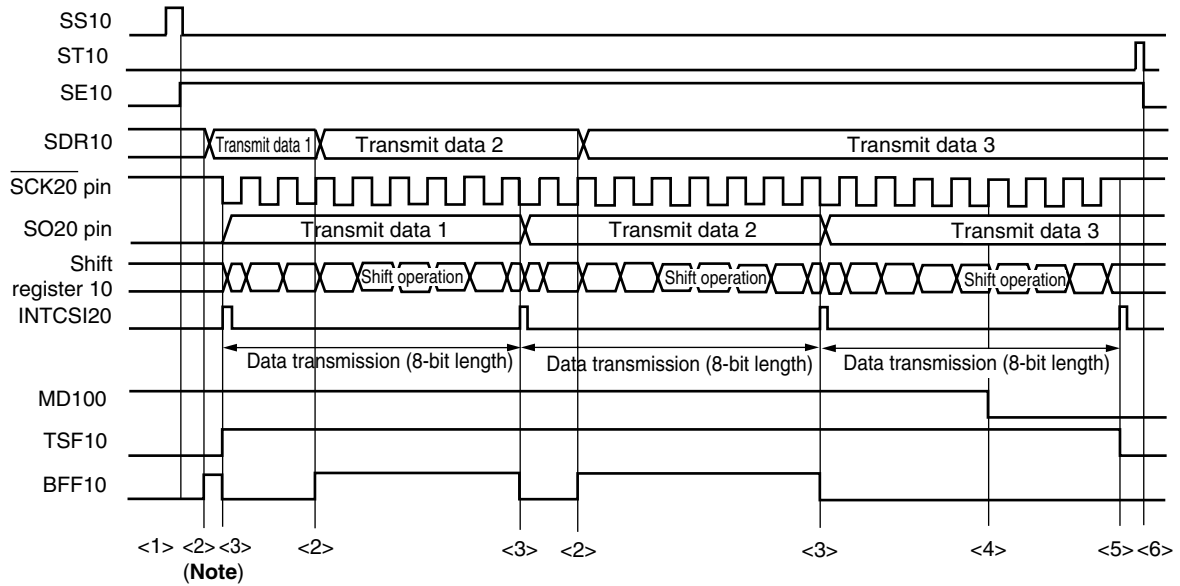 SS10
ST10
SE10
SDR10
Transmit data 1
Transmit data 2
Transmit data 3
SCK20 pin
SO20 pin
Transmit data 1
Transmit data 2
Transmit data 3
Shift
register 10
Shift operation
Shift operation
Shift operation
INTCSI20
Data transmission (8-bit length)
Data transmission (8-bit length)
Data transmission (8-bit length)
MD100
TSF10
BFF10
<1> <2> <3> <2> <3> <2> <3> <4> <5> <6>
(Note)